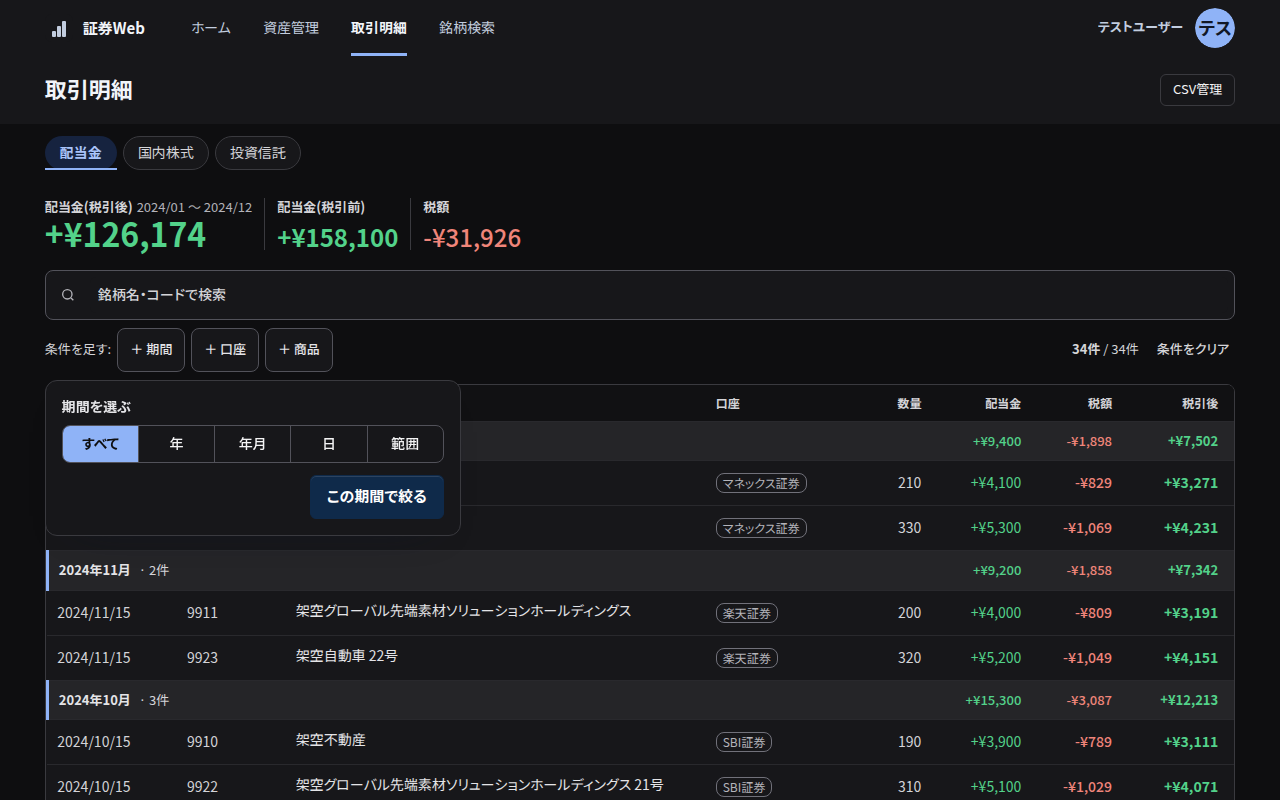 証券Web ホーム 資産管理 取引明細 銘柄検索 テストユーザー テス
取引明細 CSV管理
配当金 国内株式 投資信託
配当金(税引後) 2024/01 〜 2024/12 配当金(税引前) 税額
+¥126,174 +¥158,100 -¥31,926
銘柄名・コードで検索
条件を足す: ＋ 期間 ＋ 口座 ＋ 商品 34件 / 34件 条件をクリア
期間を選ぶ
すべて 年 年月 日 範囲
この期間で絞る
口座 数量 配当金 税額 税引後
+¥9,400 -¥1,898 +¥7,502
マネックス証券 210 +¥4,100 -¥829 +¥3,271
マネックス証券 330 +¥5,300 -¥1,069 +¥4,231
2024年11月 · 2件 +¥9,200 -¥1,858 +¥7,342
2024/11/15 9911 架空グローバル先端素材ソリューションホールディングス 楽天証券 200 +¥4,000 -¥809 +¥3,191
2024/11/15 9923 架空自動車 22号 楽天証券 320 +¥5,200 -¥1,049 +¥4,151
2024年10月 · 3件 +¥15,300 -¥3,087 +¥12,213
2024/10/15 9910 架空不動産 SBI証券 190 +¥3,900 -¥789 +¥3,111
2024/10/15 9922 架空グローバル先端素材ソリューションホールディングス 21号 SBI証券 310 +¥5,100 -¥1,029 +¥4,071